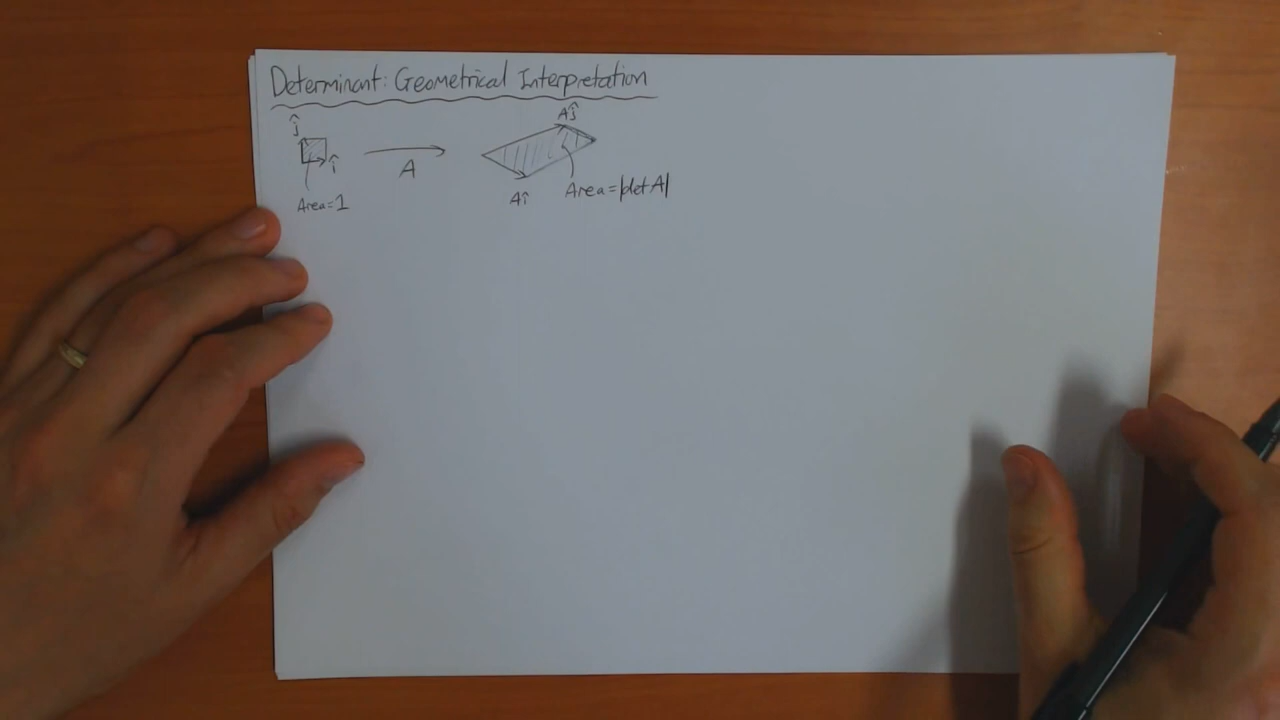 Determinant: Geometrical Interpretation
ĵ
î
Area=1
A
Aĵ
Aî
Area=|det A|